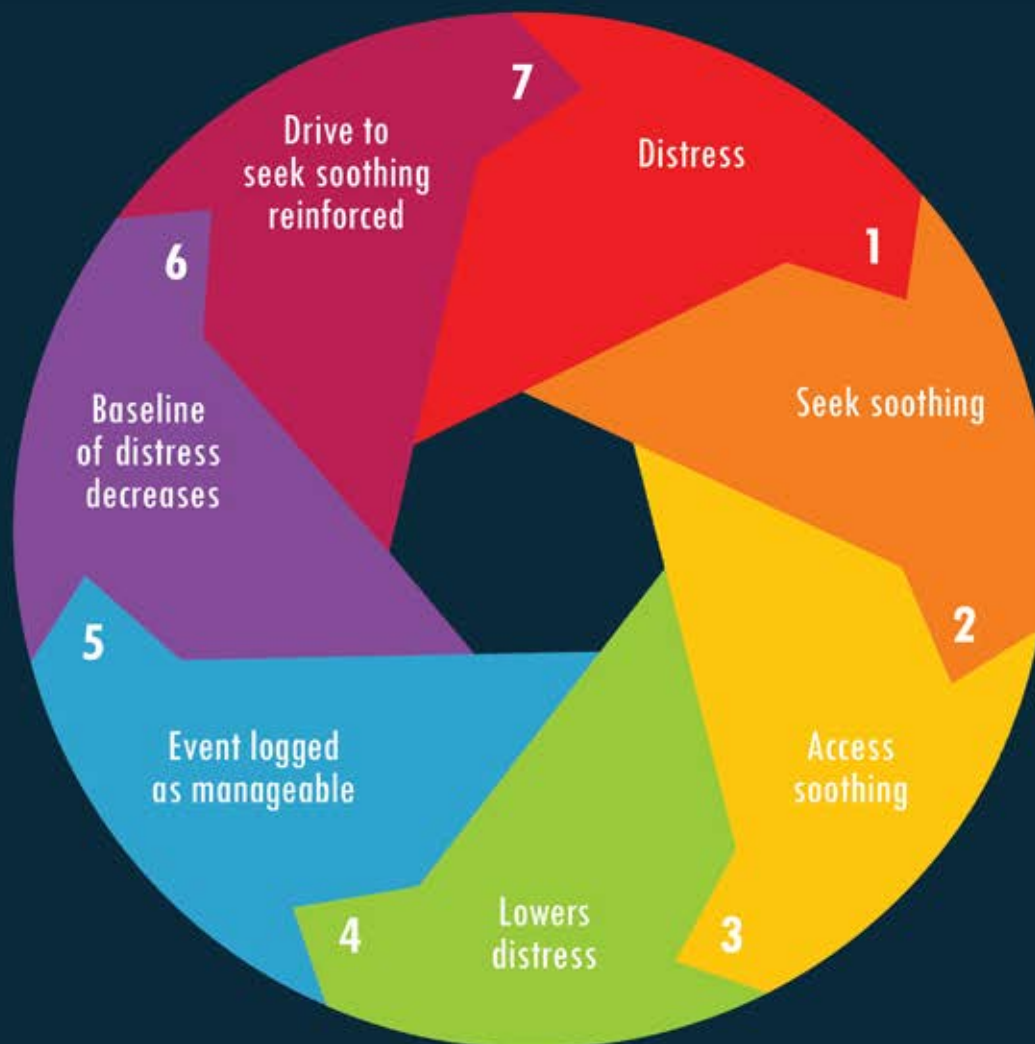 Distress
1
Seek soothing
2
Access
soothing
3
Lowers
distress
4
Event logged
as manageable
5
Baseline
of distress
decreases
6
Drive to
seek soothing
reinforced
7